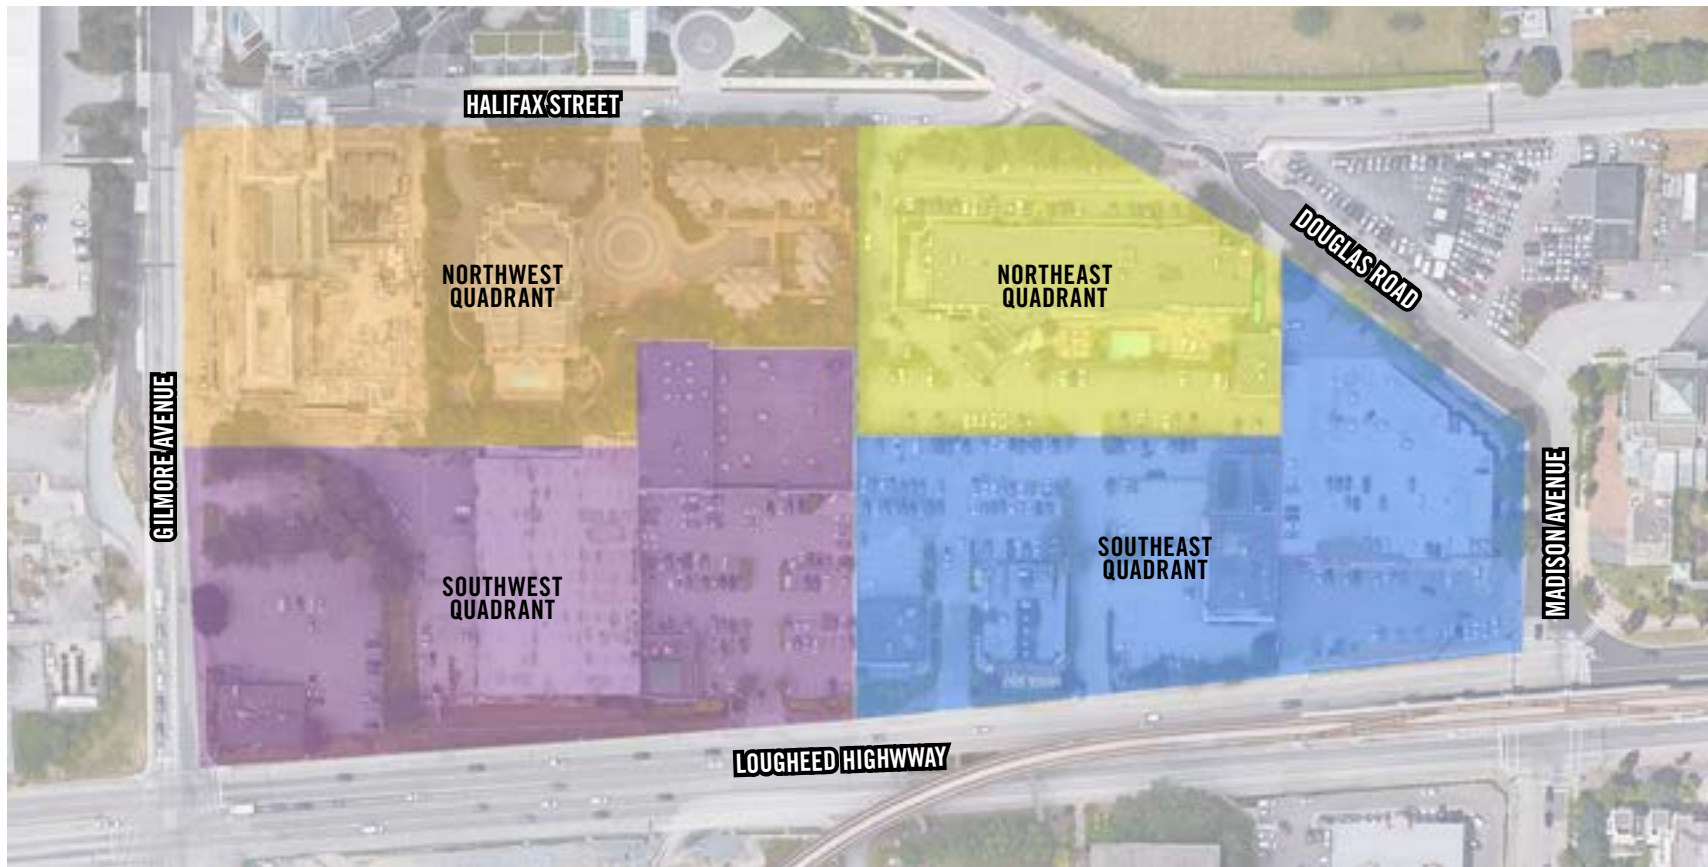 HALIFAX STREET
NORTHWEST
QUADRANT
NORTHEAST
QUADRANT
DOUGLAS ROAD
GILMORE AVENUE
SOUTHWEST
QUADRANT
SOUTHEAST
QUADRANT
MADISON AVENUE
LOUGHEED HIGHWWAY